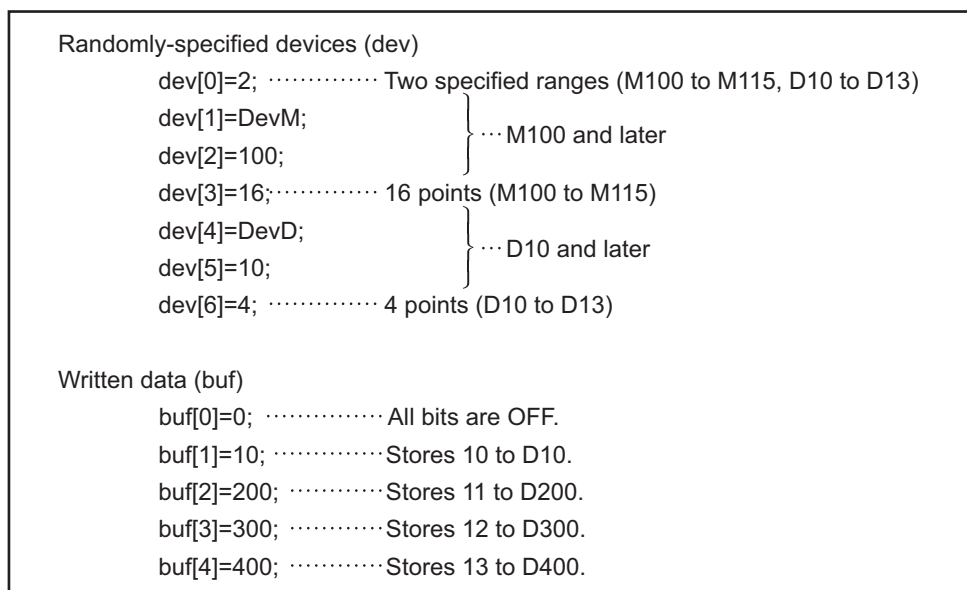 Randomly-specified devices (dev)
dev[0]=2; ·············· Two specified ranges (M100 to M115, D10 to D13)
dev[1]=DevM;
··· M100 and later
dev[2]=100;
dev[3]=16; ·············· 16 points (M100 to M115)
dev[4]=DevD;
··· D10 and later
dev[5]=10;
dev[6]=4; ·············· 4 points (D10 to D13)
Written data (buf)
buf[0]=0; ··············· All bits are OFF.
buf[1]=10; ·············· Stores 10 to D10.
buf[2]=200; ············ Stores 11 to D200.
buf[3]=300; ············ Stores 12 to D300.
buf[4]=400; ············ Stores 13 to D400.